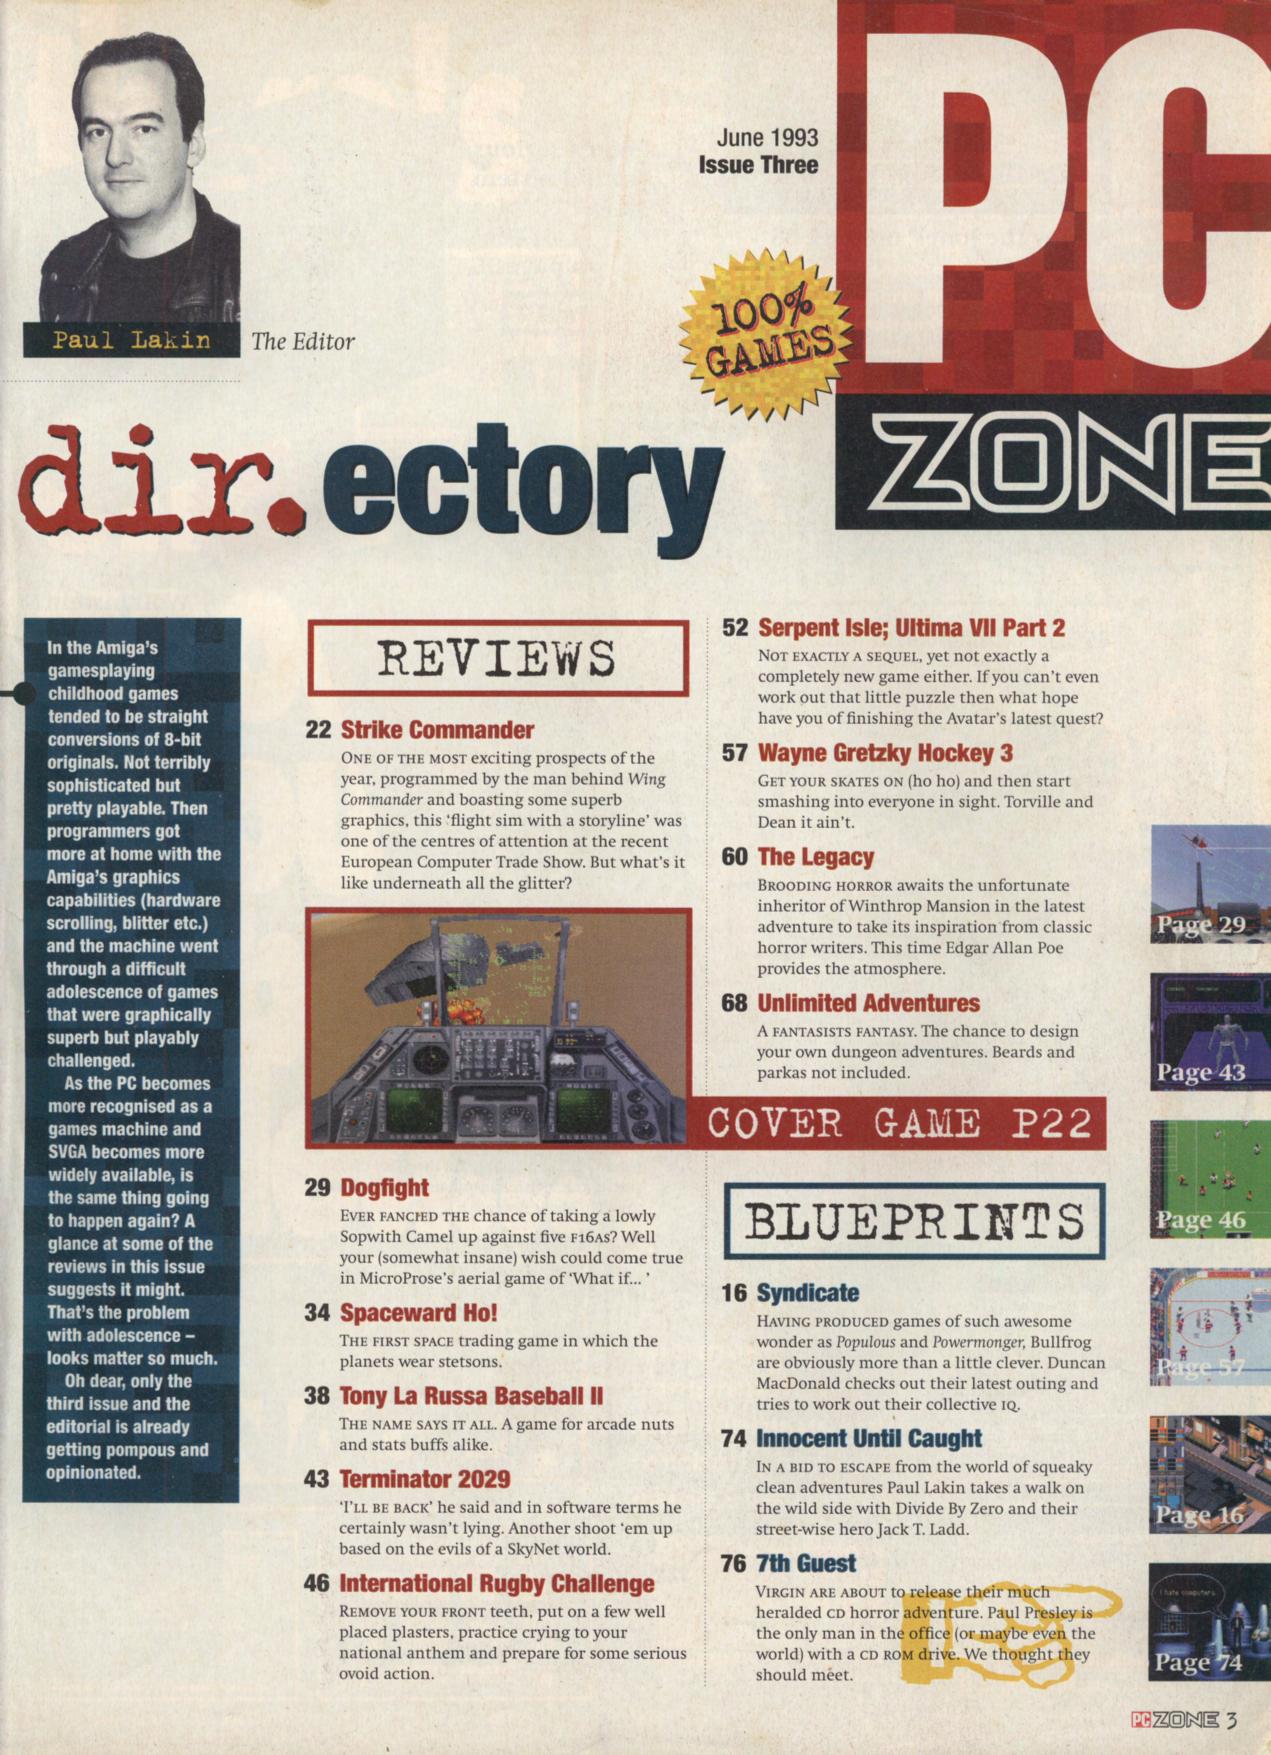 June 1993
Issue Three
PC
ZONE
100%
GAMES
Paul Lakin
The Editor
dir.ectory
In the Amiga's
gamesplaying
childhood games
tended to be straight
conversions of 8-bit
originals. Not terribly
sophisticated but
pretty playable. Then
programmers got
more at home with the
Amiga's graphics
capabilities (hardware
scrolling, blitter etc.)
and the machine went
through a difficult
adolescence of games
that were graphically
superb but playably
challenged.
As the PC becomes
more recognised as a
games machine and
SVGA becomes more
widely available, is
the same thing going
to happen again? A
glance at some of the
reviews in this issue
suggests it might.
That's the problem
with adolescence –
looks matter so much.
Oh dear, only the
third issue and the
editorial is already
getting pompous and
opinionated.
REVIEWS
22 Strike Commander
ONE OF THE MOST exciting prospects of the
year, programmed by the man behind Wing
Commander and boasting some superb
graphics, this 'flight sim with a storyline' was
one of the centres of attention at the recent
European Computer Trade Show. But what's it
like underneath all the glitter?
29 Dogfight
EVER FANCIED THE chance of taking a lowly
Sopwith Camel up against five F16AS? Well
your (somewhat insane) wish could come true
in MicroProse's aerial game of 'What if... '
34 Spaceward Ho!
THE FIRST SPACE trading game in which the
planets wear stetsons.
38 Tony La Russa Baseball II
THE NAME SAYS IT ALL. A game for arcade nuts
and stats buffs alike.
43 Terminator 2029
'I'LL BE BACK' he said and in software terms he
certainly wasn't lying. Another shoot 'em up
based on the evils of a SkyNet world.
46 International Rugby Challenge
REMOVE YOUR FRONT teeth, put on a few well
placed plasters, practice crying to your
national anthem and prepare for some serious
ovoid action.
52 Serpent Isle; Ultima VII Part 2
NOT EXACTLY A SEQUEL, yet not exactly a
completely new game either. If you can't even
work out that little puzzle then what hope
have you of finishing the Avatar's latest quest?
57 Wayne Gretzky Hockey 3
GET YOUR SKATES ON (ho ho) and then start
smashing into everyone in sight. Torville and
Dean it ain't.
60 The Legacy
BROODING HORROR awaits the unfortunate
inheritor of Winthrop Mansion in the latest
adventure to take its inspiration from classic
horror writers. This time Edgar Allan Poe
provides the atmosphere.
68 Unlimited Adventures
A FANTASISTS FANTASY. The chance to design
your own dungeon adventures. Beards and
parkas not included.
COVER GAME P22
BLUEPRINTS
16 Syndicate
HAVING PRODUCED games of such awesome
wonder as Populous and Powermonger, Bullfrog
are obviously more than a little clever. Duncan
MacDonald checks out their latest outing and
tries to work out their collective IQ.
74 Innocent Until Caught
IN A BID TO ESCAPE from the world of squeaky
clean adventures Paul Lakin takes a walk on
the wild side with Divide By Zero and their
street-wise hero Jack T. Ladd.
76 7th Guest
VIRGIN ARE ABOUT to release their much
heralded CD horror adventure. Paul Presley is
the only man in the office (or maybe even the
world) with a CD ROM drive. We thought they
should meet.
Page 29
Page 43
Page 46
Page 57
Page 16
I hate computers.
Page 74
PC ZONE 3